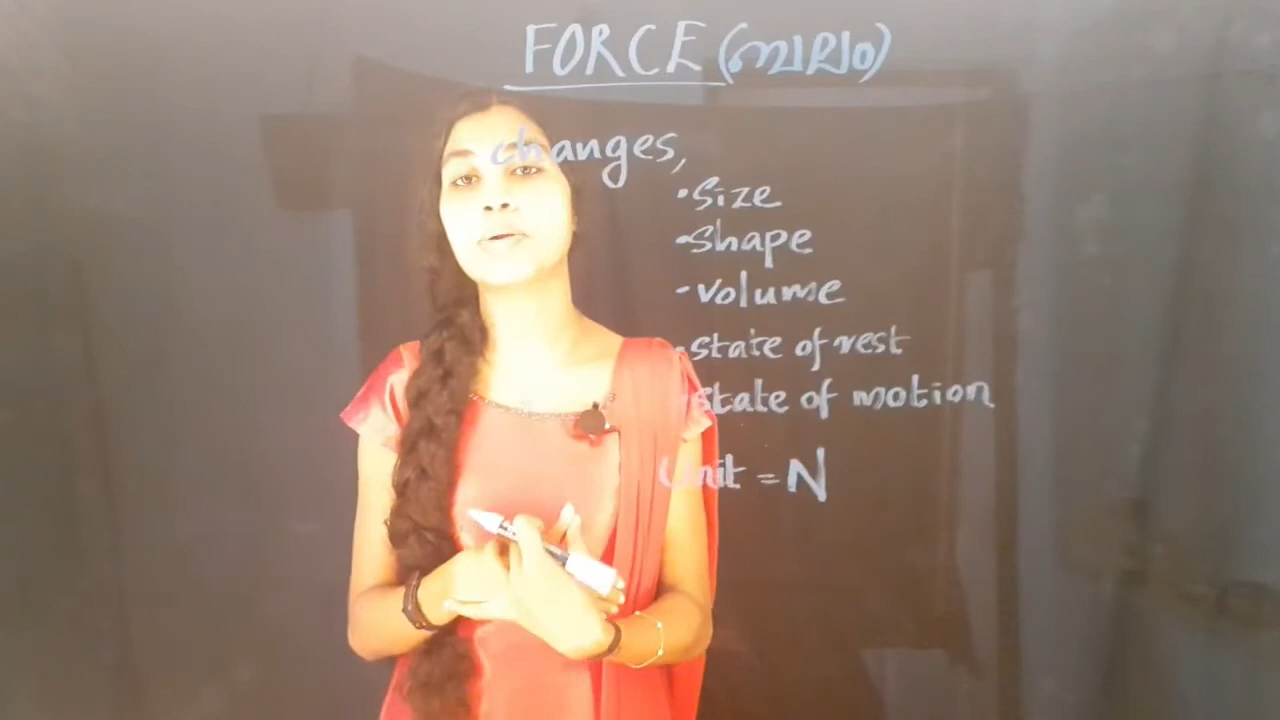 FORCE (ബലം)
changes,
• Size
• Shape
- volume
• state of rest
• state of motion
Unit = N